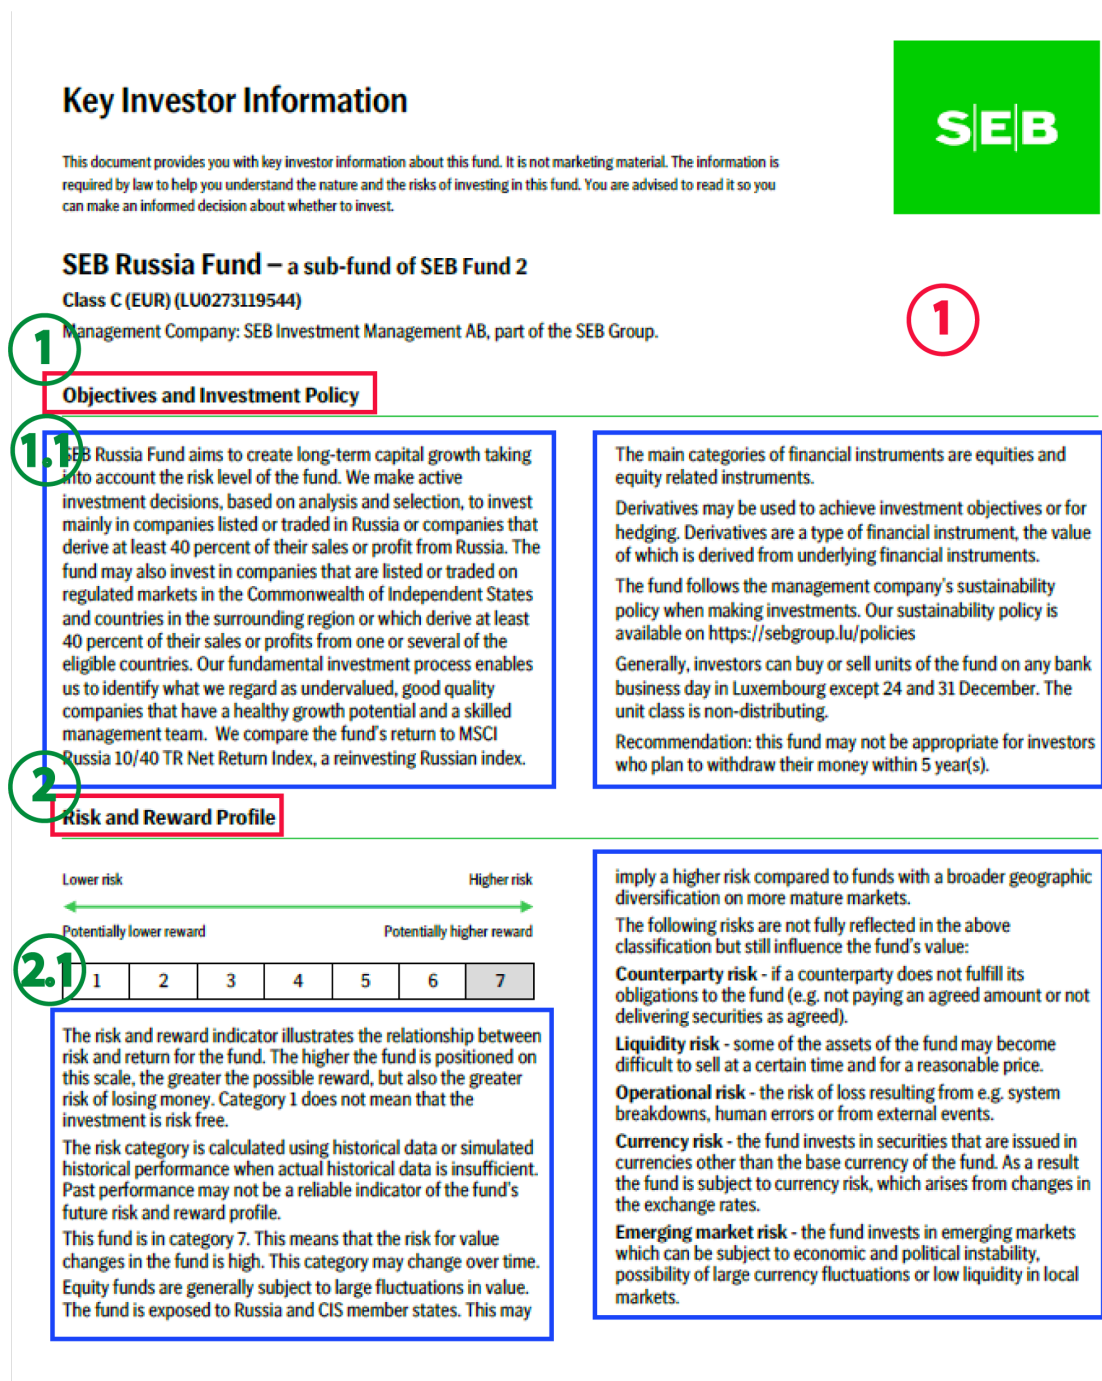 Key Investor Information
S|E|B
This document provides you with key investor information about this fund. It is not marketing material. The information is
required by law to help you understand the nature and the risks of investing in this fund. You are advised to read it so you
can make an informed decision about whether to invest.
SEB Russia Fund – a sub-fund of SEB Fund 2
Class C (EUR) (LU0273119544)
1
Management Company: SEB Investment Management AB, part of the SEB Group.
1
Objectives and Investment Policy
1.1
SEB Russia Fund aims to create long-term capital growth taking
into account the risk level of the fund. We make active
investment decisions, based on analysis and selection, to invest
mainly in companies listed or traded in Russia or companies that
derive at least 40 percent of their sales or profit from Russia. The
fund may also invest in companies that are listed or traded on
regulated markets in the Commonwealth of Independent States
and countries in the surrounding region or which derive at least
40 percent of their sales or profits from one or several of the
eligible countries. Our fundamental investment process enables
us to identify what we regard as undervalued, good quality
companies that have a healthy growth potential and a skilled
management team. We compare the fund's return to MSCI
Russia 10/40 TR Net Return Index, a reinvesting Russian index.
The main categories of financial instruments are equities and
equity related instruments.
Derivatives may be used to achieve investment objectives or for
hedging. Derivatives are a type of financial instrument, the value
of which is derived from underlying financial instruments.
The fund follows the management company's sustainability
policy when making investments. Our sustainability policy is
available on https://sebgroup.lu/policies
Generally, investors can buy or sell units of the fund on any bank
business day in Luxembourg except 24 and 31 December. The
unit class is non-distributing.
Recommendation: this fund may not be appropriate for investors
who plan to withdraw their money within 5 year(s).
2
Risk and Reward Profile
Lower risk Higher risk
Potentially lower reward Potentially higher reward
2.1
1 2 3 4 5 6 7
The risk and reward indicator illustrates the relationship between
risk and return for the fund. The higher the fund is positioned on
this scale, the greater the possible reward, but also the greater
risk of losing money. Category 1 does not mean that the
investment is risk free.
The risk category is calculated using historical data or simulated
historical performance when actual historical data is insufficient.
Past performance may not be a reliable indicator of the fund's
future risk and reward profile.
This fund is in category 7. This means that the risk for value
changes in the fund is high. This category may change over time.
Equity funds are generally subject to large fluctuations in value.
The fund is exposed to Russia and CIS member states. This may
imply a higher risk compared to funds with a broader geographic
diversification on more mature markets.
The following risks are not fully reflected in the above
classification but still influence the fund's value:
Counterparty risk - if a counterparty does not fulfill its
obligations to the fund (e.g. not paying an agreed amount or not
delivering securities as agreed).
Liquidity risk - some of the assets of the fund may become
difficult to sell at a certain time and for a reasonable price.
Operational risk - the risk of loss resulting from e.g. system
breakdowns, human errors or from external events.
Currency risk - the fund invests in securities that are issued in
currencies other than the base currency of the fund. As a result
the fund is subject to currency risk, which arises from changes in
the exchange rates.
Emerging market risk - the fund invests in emerging markets
which can be subject to economic and political instability,
possibility of large currency fluctuations or low liquidity in local
markets.